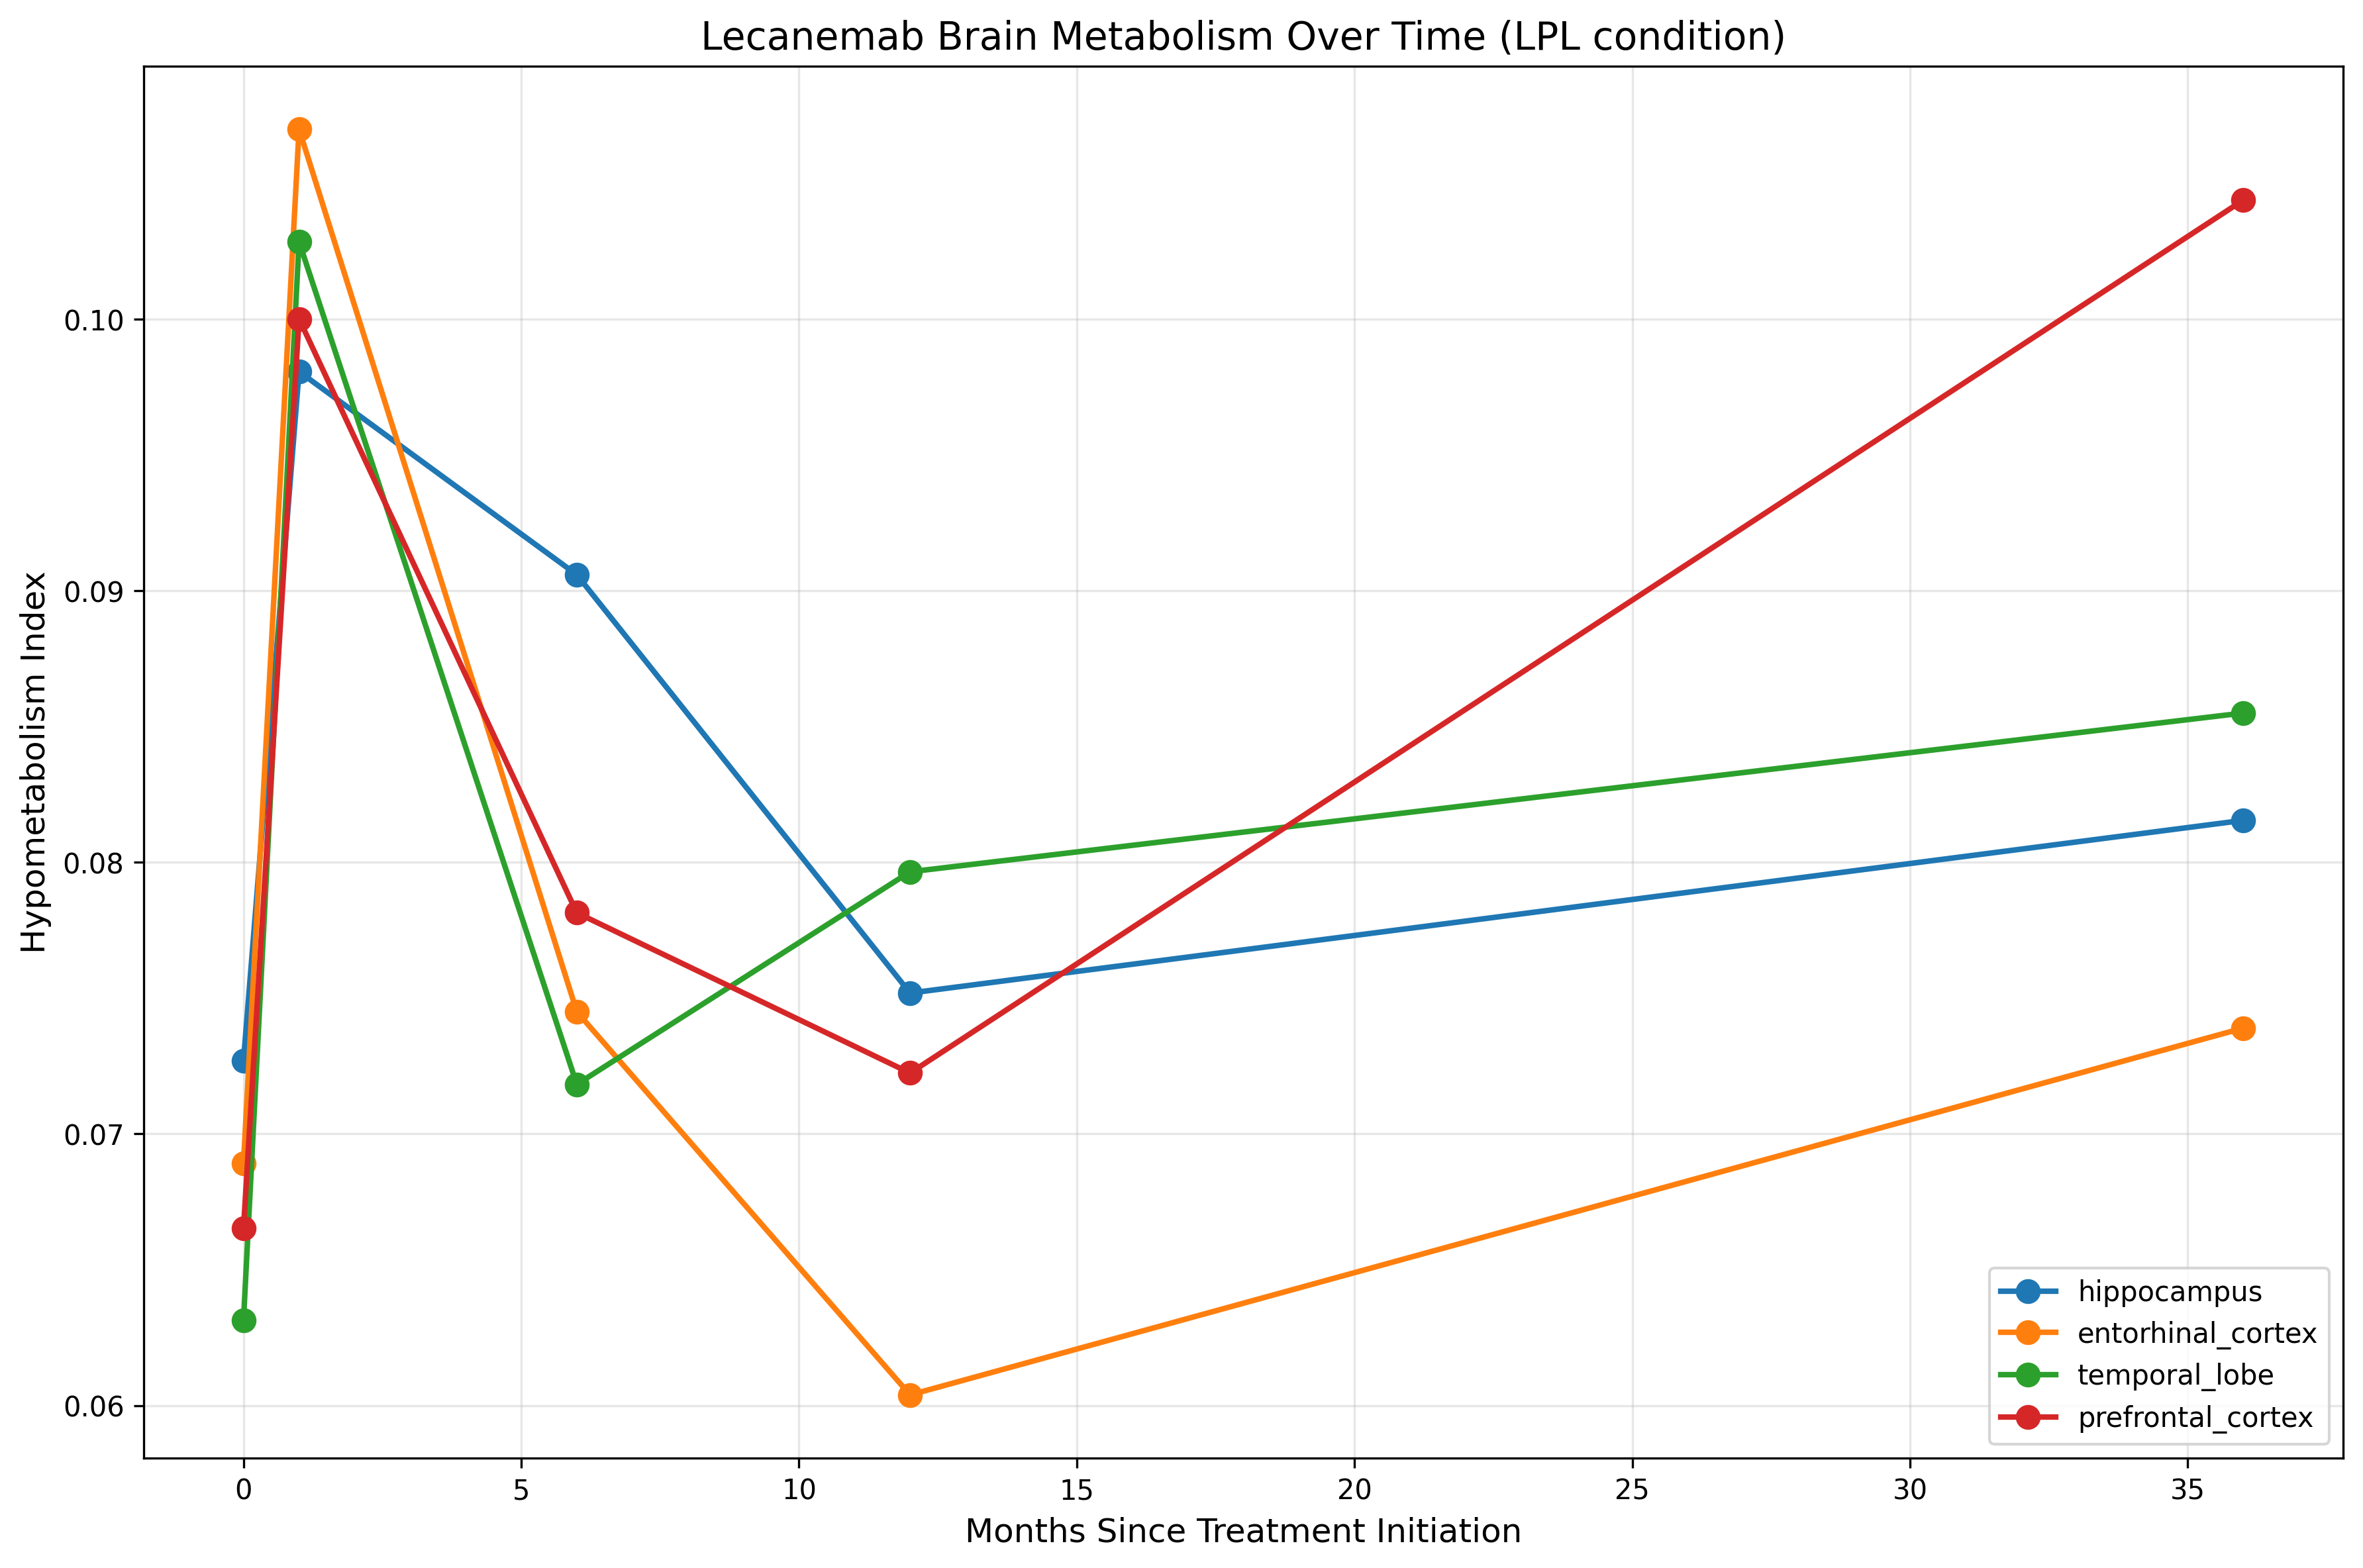 Lecanemab Brain Metabolism Over Time (LPL condition)
Hypometabolism Index
0.10
0.09
0.08
0.07
0.06
0
5
10
15
20
25
30
35
Months Since Treatment Initiation
hippocampus
entorhinal_cortex
temporal_lobe
prefrontal_cortex